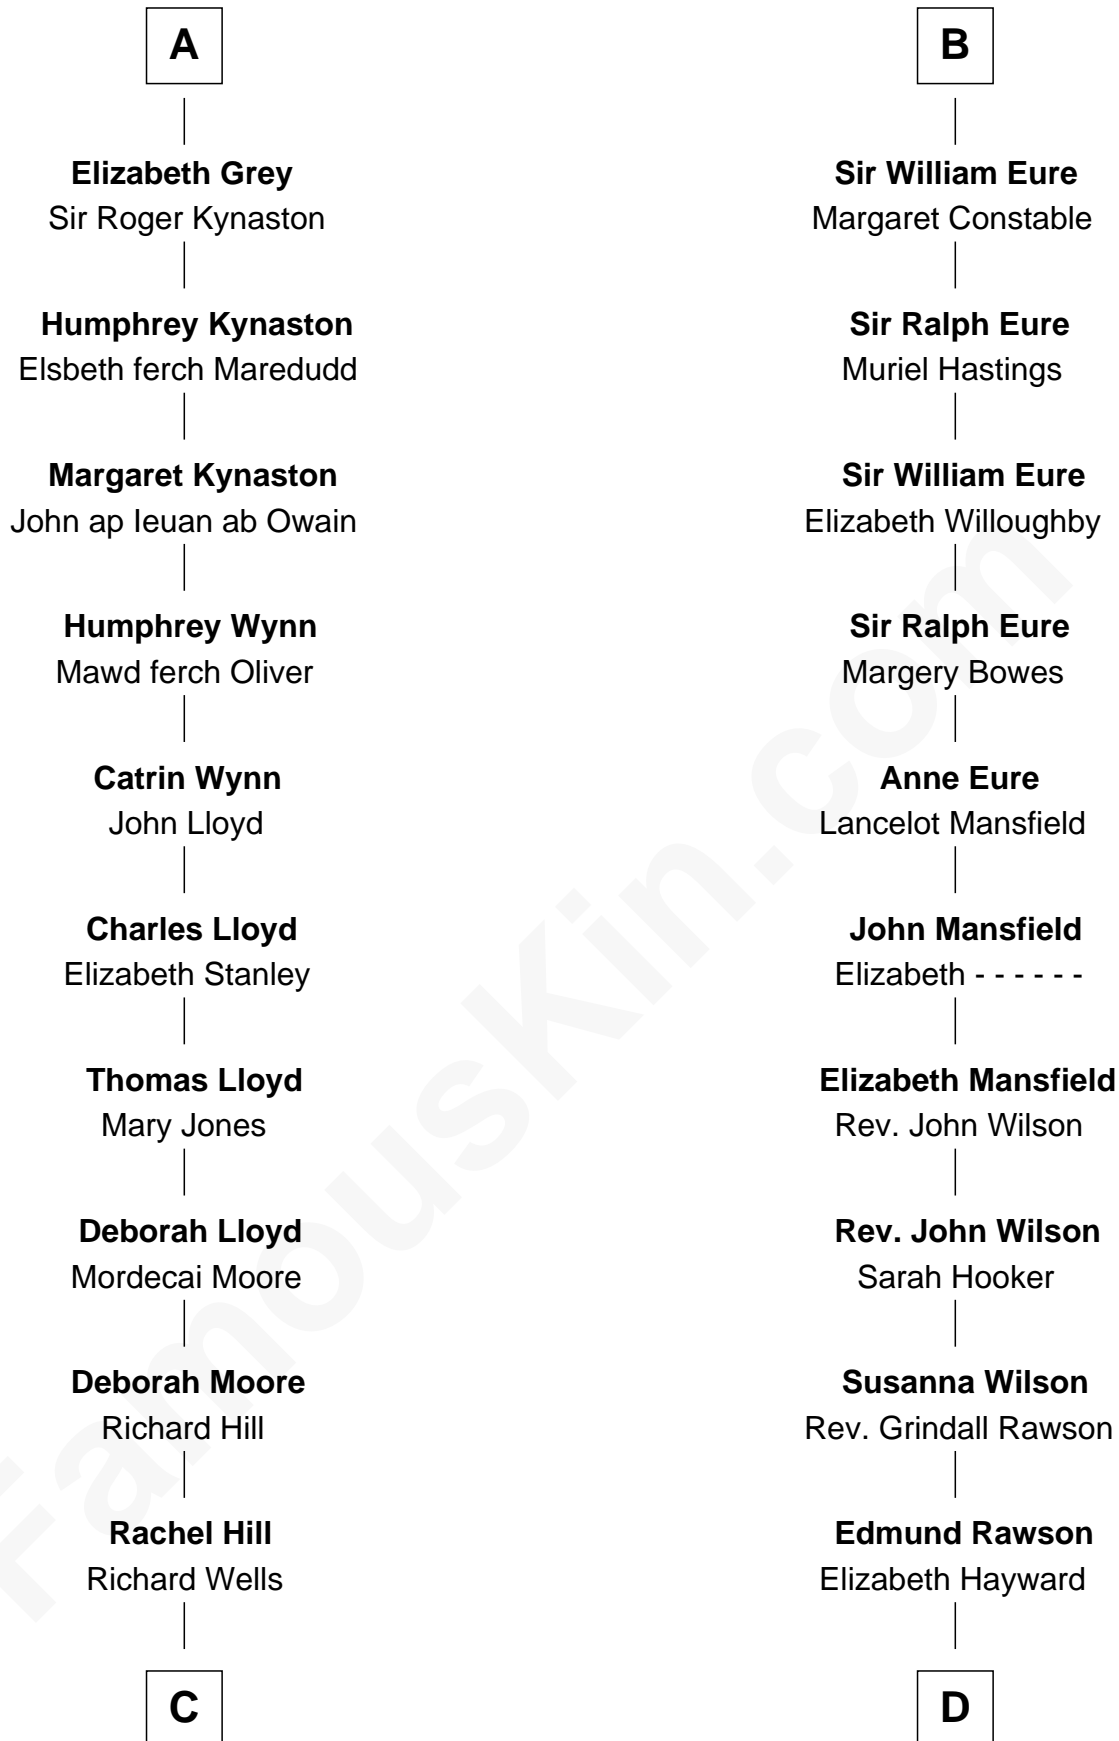 A
Elizabeth Grey
Sir Roger Kynaston
Humphrey Kynaston
Elsbeth ferch Maredudd
Margaret Kynaston
John ap Ieuan ab Owain
Humphrey Wynn
Mawd ferch Oliver
Catrin Wynn
John Lloyd
Charles Lloyd
Elizabeth Stanley
Thomas Lloyd
Mary Jones
Deborah Lloyd
Mordecai Moore
Deborah Moore
Richard Hill
Rachel Hill
Richard Wells
C
B
Sir William Eure
Margaret Constable
Sir Ralph Eure
Muriel Hastings
Sir William Eure
Elizabeth Willoughby
Sir Ralph Eure
Margery Bowes
Anne Eure
Lancelot Mansfield
John Mansfield
Elizabeth - - - - - -
Elizabeth Mansfield
Rev. John Wilson
Rev. John Wilson
Sarah Hooker
Susanna Wilson
Rev. Grindall Rawson
Edmund Rawson
Elizabeth Hayward
D
FamousKin.com